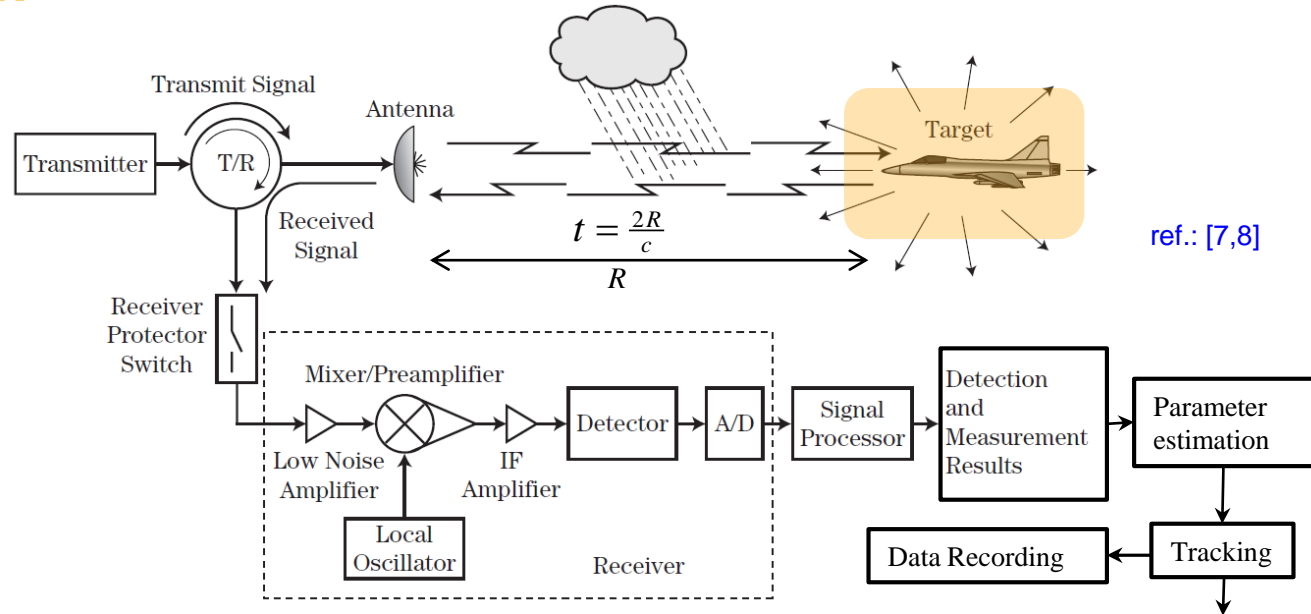 Transmit Signal
Antenna
Target
Transmitter
T/R
Received
Signal
t = 2R/c
R
ref.: [7,8]
Receiver
Protector
Switch
Mixer/Preamplifier
Low Noise
Amplifier
IF
Amplifier
Local
Oscillator
Detector
A/D
Receiver
Signal
Processor
Detection
and
Measurement
Results
Parameter
estimation
Tracking
Data Recording